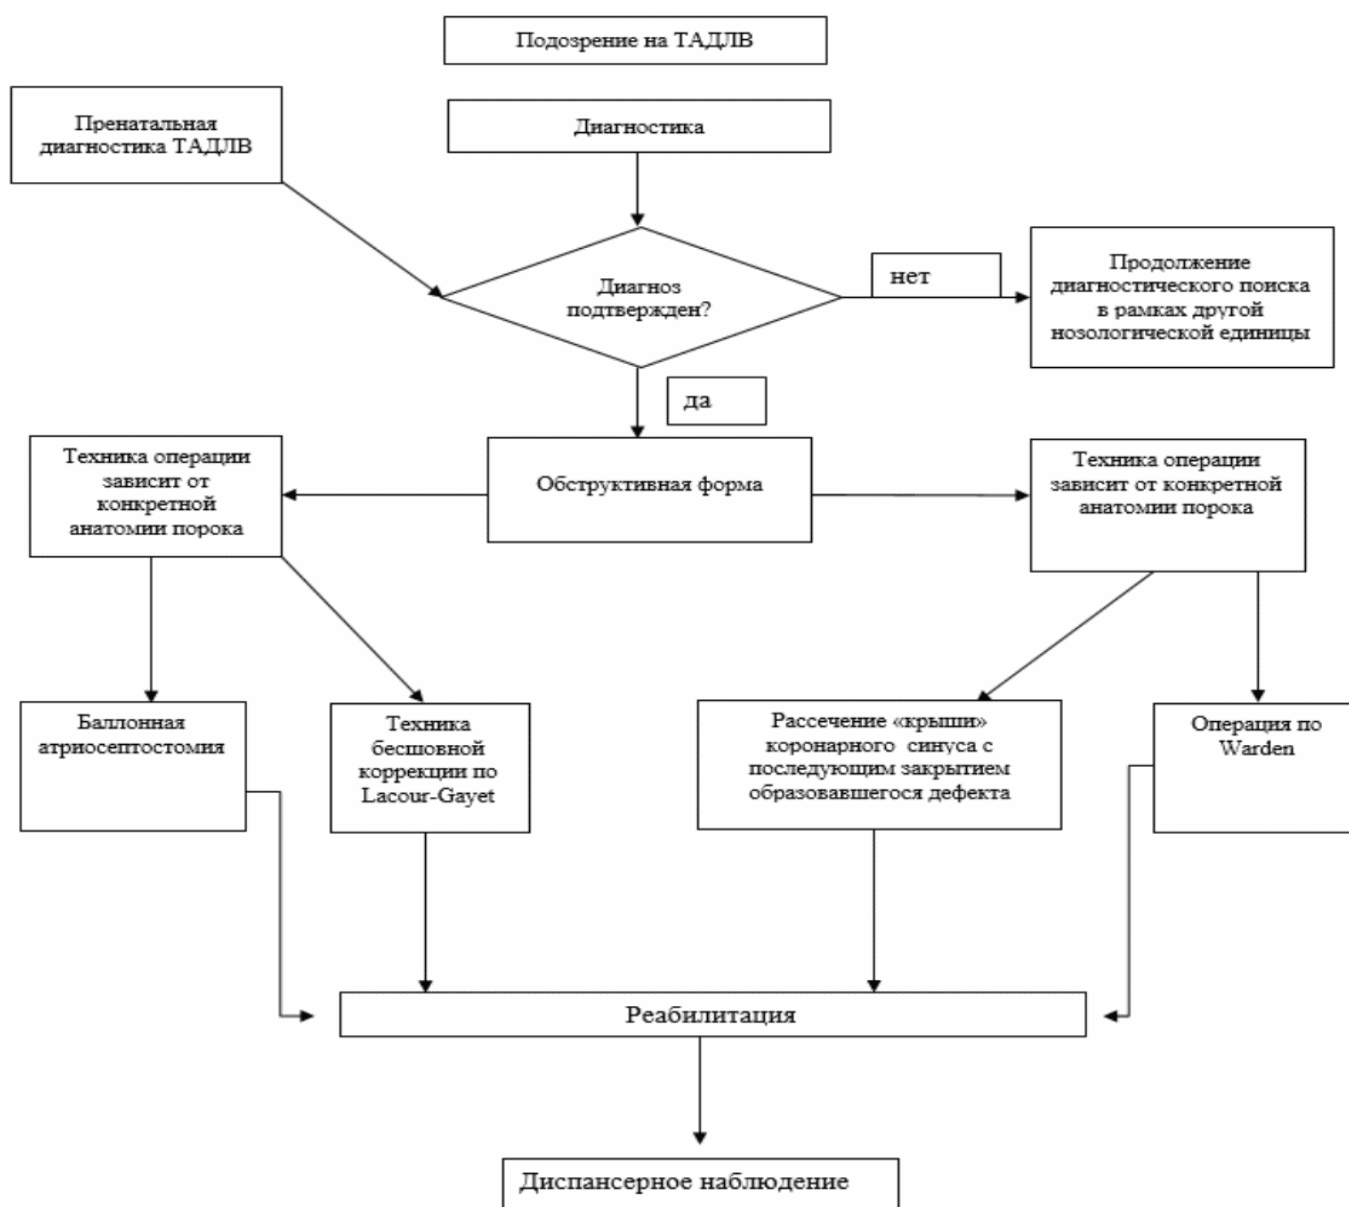 Подозрение на ТАДЛВ
Пренатальная
диагностика ТАДЛВ
Диагностика
Диагноз
подтвержден?
нет
Продолжение
диагностического поиска
в рамках другой
нозологической единицы
да
Техника операции
зависит от
конкретной
анатомии порока
Обструктивная форма
Техника операции
зависит от конкретной
анатомии порока
Баллонная
атриосептостомия
Техника
бесшовной
коррекции по
Lacour-Gayet
Рассечение «крыши»
коронарного синуса с
последующим закрытием
образовавшегося дефекта
Операция по
Warden
Реабилитация
Диспансерное наблюдение